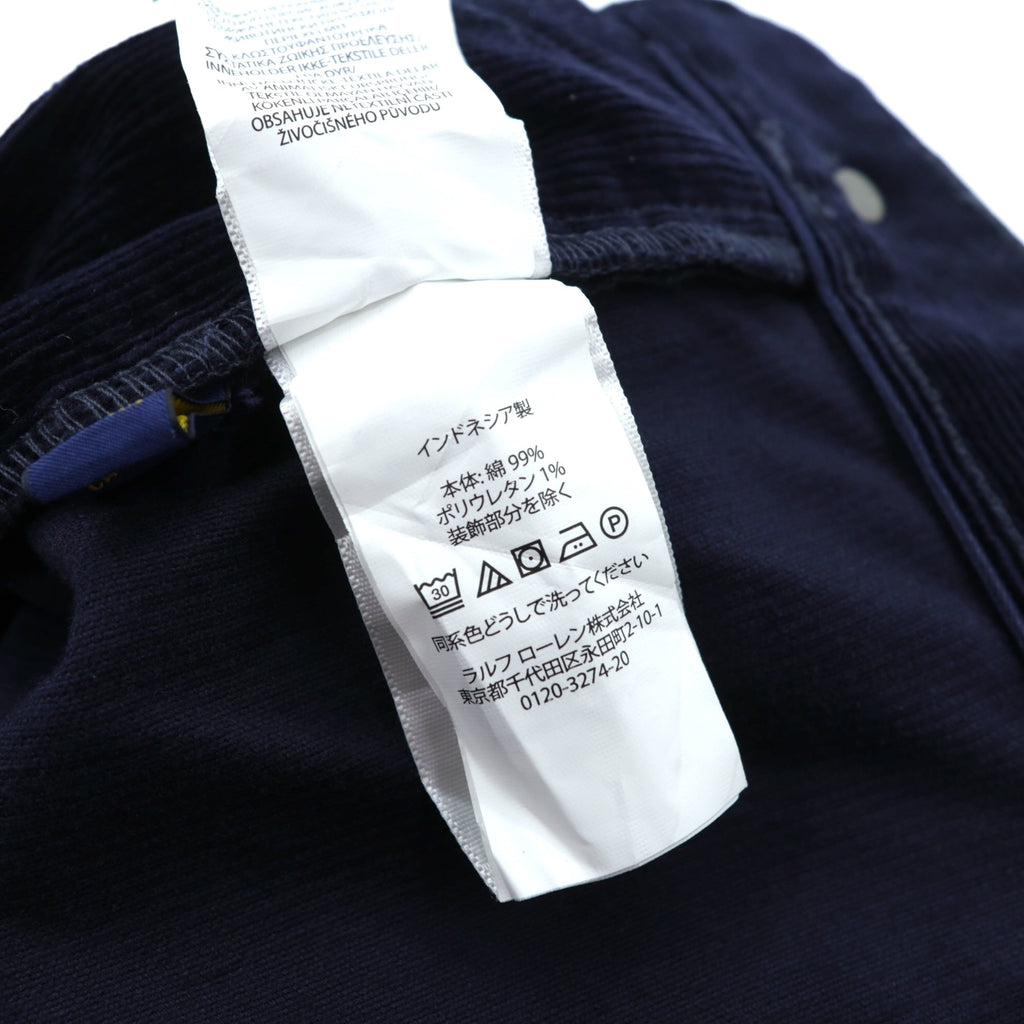 ΣΥ
ΚΛΩΣΤΟΫΦΑΝΤΟΥΡΓΙΚΑ
ΖΩΙΚΗΣ ΠΡΟΕΛΕΥΣΗΣ
INNEHOLDER IKKE-TEKSTILE DELER
AV DYR/
OBSAHUJE NETEXTILNÍ ČÁSTI
ŽIVOČIŠNÉHO PŮVODU
インドネシア製
本体: 綿 99%
ポリウレタン 1%
装飾部分を除く
30 P
同系色どうしで洗ってください
ラルフ ローレン株式会社
東京都千代田区永田町2-10-1
0120-3274-20